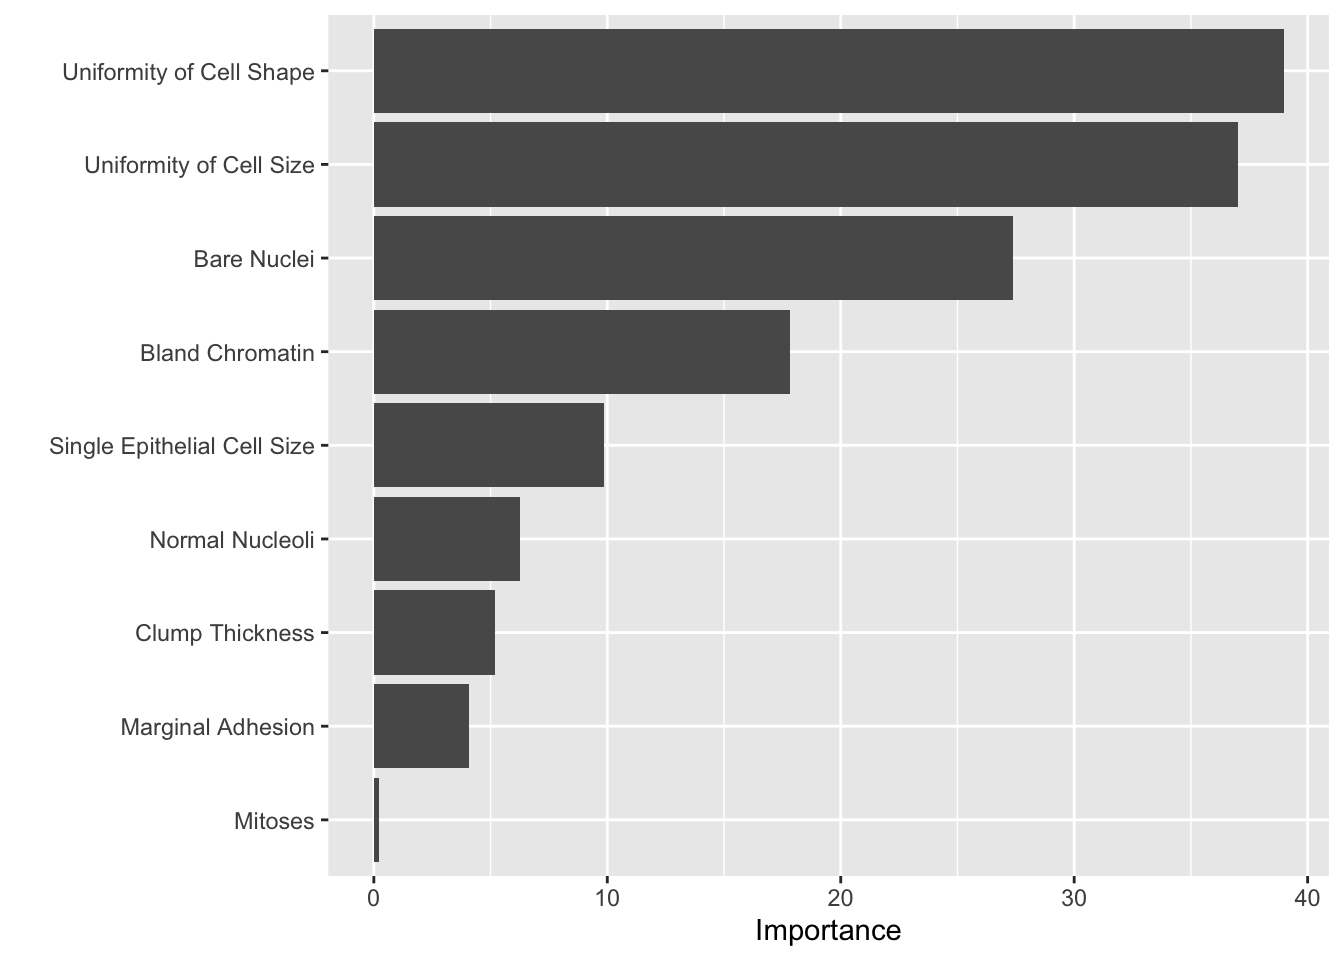 Uniformity of Cell Shape
Uniformity of Cell Size
Bare Nuclei
Bland Chromatin
Single Epithelial Cell Size
Normal Nucleoli
Clump Thickness
Marginal Adhesion
Mitoses
0 10 20 30 40
Importance